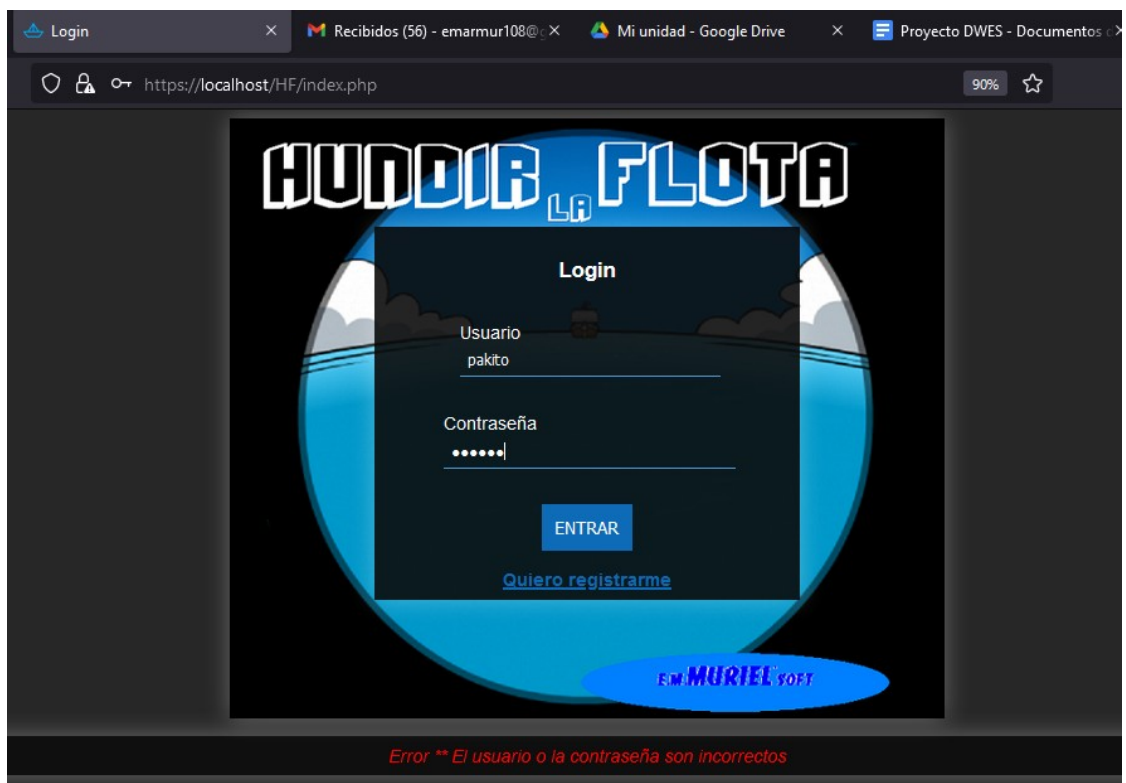 Login
Recibidos (56) - emarmur108@g
Mi unidad - Google Drive
Proyecto DWES - Documentos d
https://localhost/HF/index.php
90%
HUNDIR LA FLOTA
Login
Usuario
pakito
Contraseña
••••••
ENTRAR
Quiero registrarme
E.M. MURIEL SOFT
Error ** El usuario o la contraseña son incorrectos